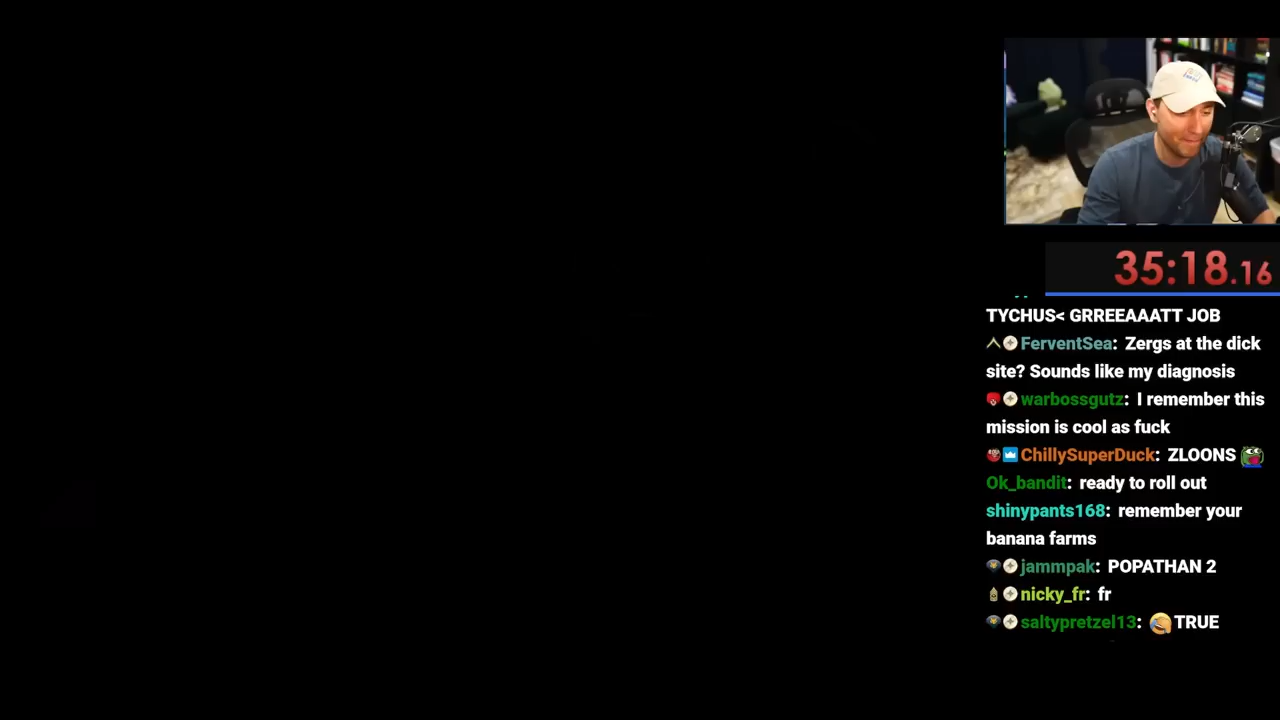 35:18.16
TYCHUS< GRREEAAATT JOB
FerventSea: Zergs at the dick
site? Sounds like my diagnosis
warbossgutz: I remember this
mission is cool as fuck
ChillySuperDuck: ZLOONS
Ok_bandit: ready to roll out
shinypants168: remember your
banana farms
jammpak: POPATHAN 2
nicky_fr: fr
saltypretzel13: TRUE